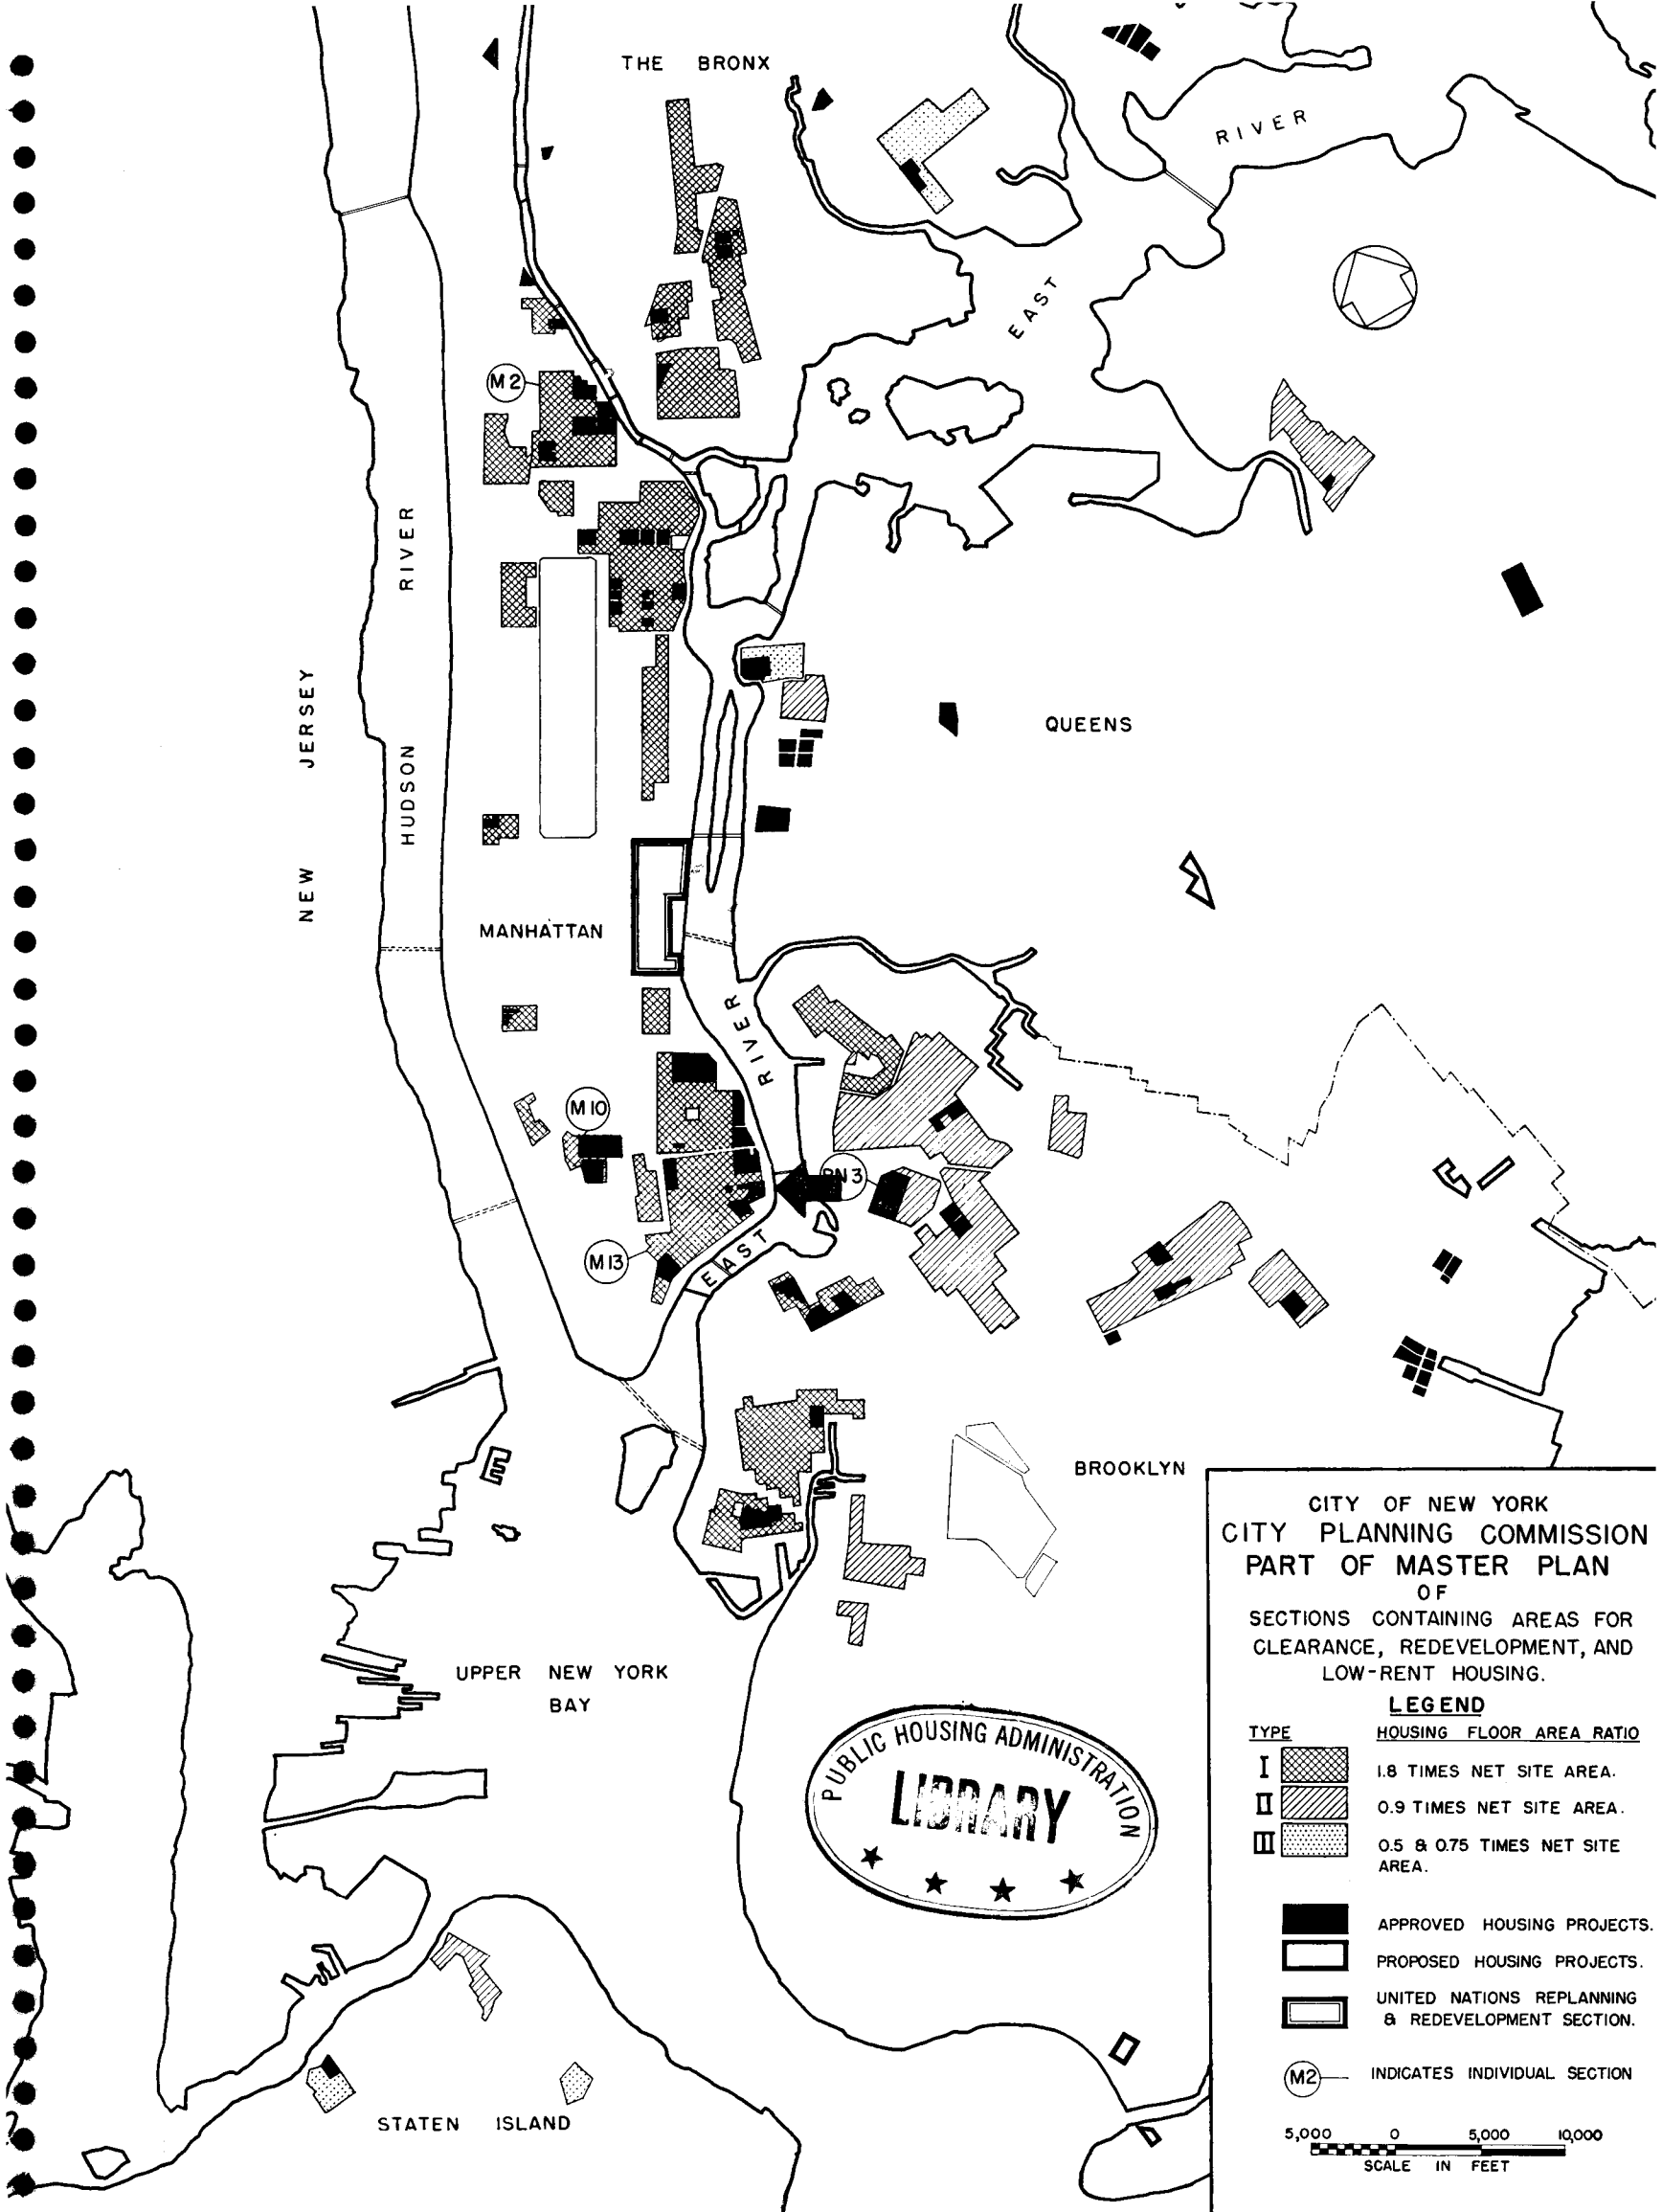 THE BRONX
RIVER
EAST
M 2
RIVER
HUDSON
NEW JERSEY
QUEENS
MANHATTAN
RIVER
M 10
M 13
EAST
BROOKLYN
UPPER NEW YORK
BAY
STATEN ISLAND
PUBLIC HOUSING ADMINISTRATION
LIBRARY
CITY OF NEW YORK
CITY PLANNING COMMISSION
PART OF MASTER PLAN
OF
SECTIONS CONTAINING AREAS FOR
CLEARANCE, REDEVELOPMENT, AND
LOW-RENT HOUSING.
LEGEND
TYPE HOUSING FLOOR AREA RATIO
I 1.8 TIMES NET SITE AREA.
II 0.9 TIMES NET SITE AREA.
III 0.5 & 0.75 TIMES NET SITE
AREA.
APPROVED HOUSING PROJECTS.
PROPOSED HOUSING PROJECTS.
UNITED NATIONS REPLANNING
& REDEVELOPMENT SECTION.
M2 INDICATES INDIVIDUAL SECTION
5,000 0 5,000 10,000
SCALE IN FEET